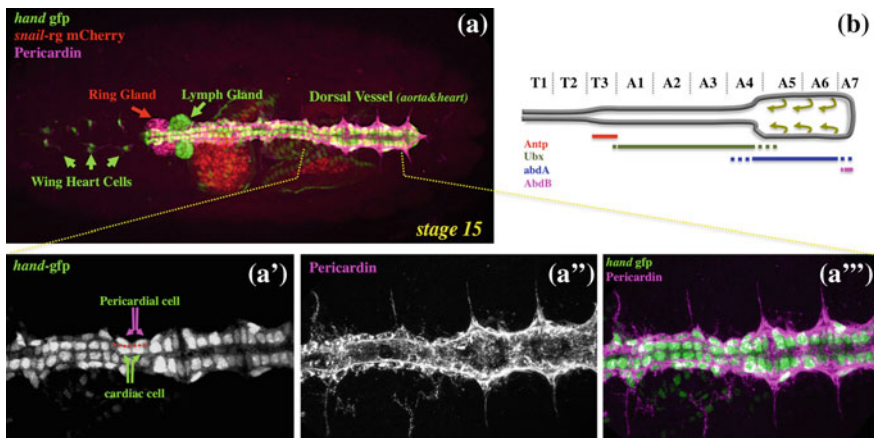 hand gfp
snail-rg mCherry
Pericardin
(a)
Ring Gland
Lymph Gland
Dorsal Vessel (aorta&heart)
Wing Heart Cells
stage 15
(b)
T1 T2 T3 A1 A2 A3 A4 A5 A6 A7
Antp
Ubx
abdA
AbdB
hand-gfp
(a')
Pericardial cell
cardiac cell
Pericardin
(a'')
hand gfp
Pericardin
(a''')